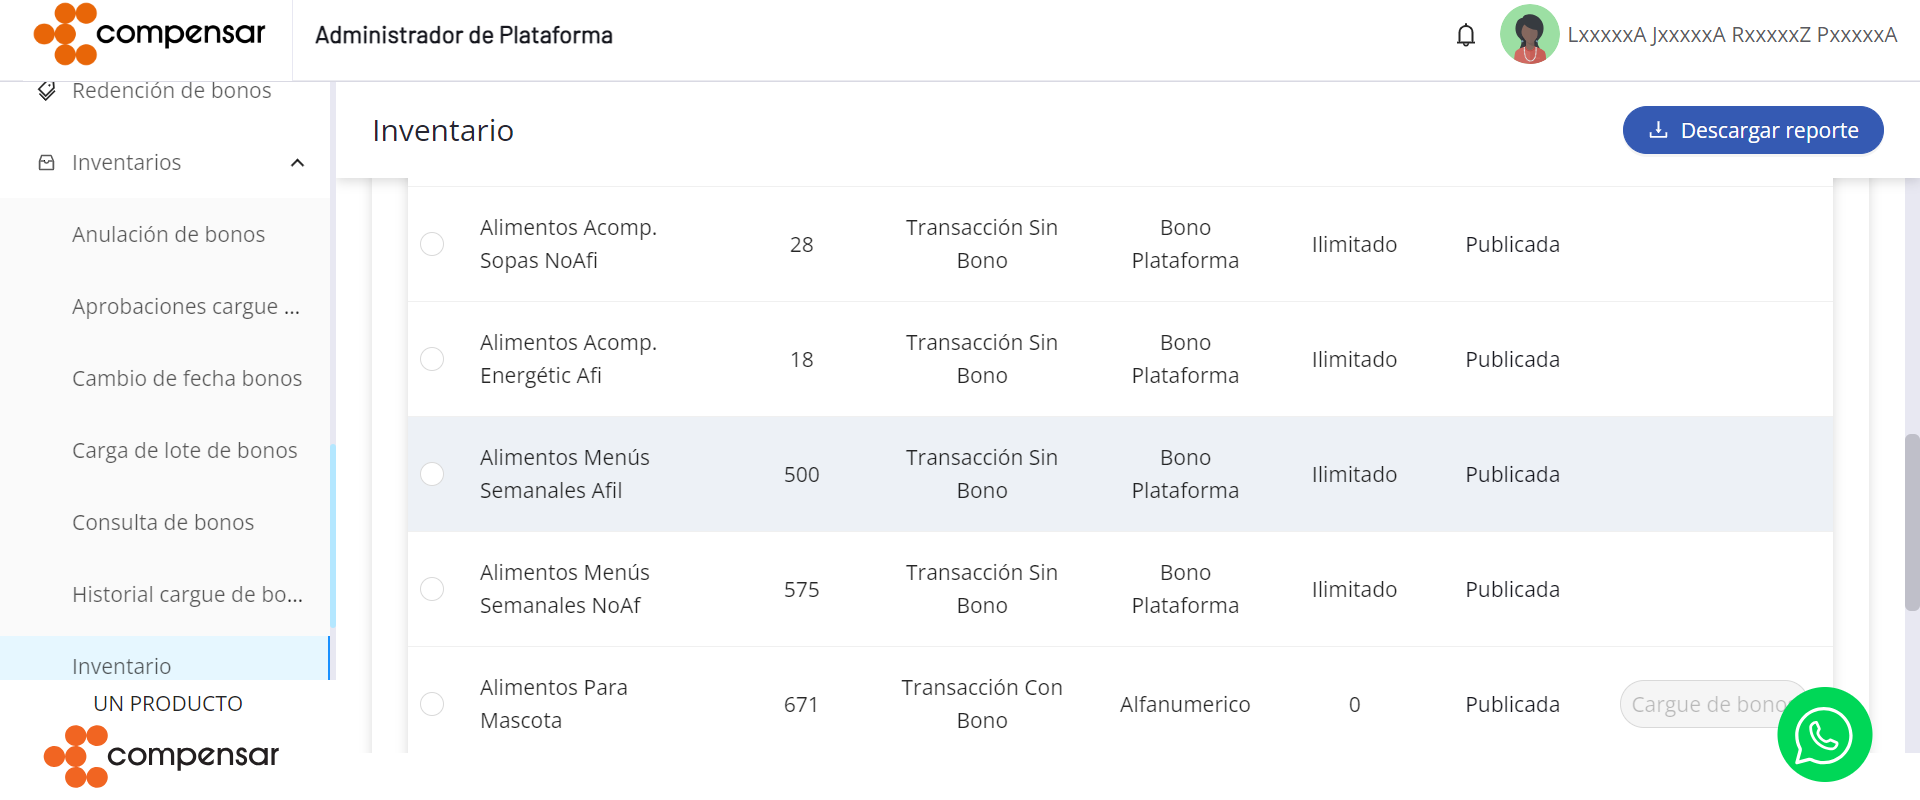 compensar
Administrador de Plataforma
LxxxxxA JxxxxxA RxxxxxZ PxxxxxA
Redención de bonos
Inventarios
Anulación de bonos
Aprobaciones cargue ...
Cambio de fecha bonos
Carga de lote de bonos
Consulta de bonos
Historial cargue de bo...
Inventario
UN PRODUCTO
compensar
Inventario
Descargar reporte
Alimentos Acomp.
Sopas NoAfi
28
Transacción Sin
Bono
Bono
Plataforma
Ilimitado
Publicada
Alimentos Acomp.
Energétic Afi
18
Transacción Sin
Bono
Bono
Plataforma
Ilimitado
Publicada
Alimentos Menús
Semanales Afil
500
Transacción Sin
Bono
Bono
Plataforma
Ilimitado
Publicada
Alimentos Menús
Semanales NoAf
575
Transacción Sin
Bono
Bono
Plataforma
Ilimitado
Publicada
Alimentos Para
Mascota
671
Transacción Con
Bono
Alfanumerico
0
Publicada
Cargue de bono